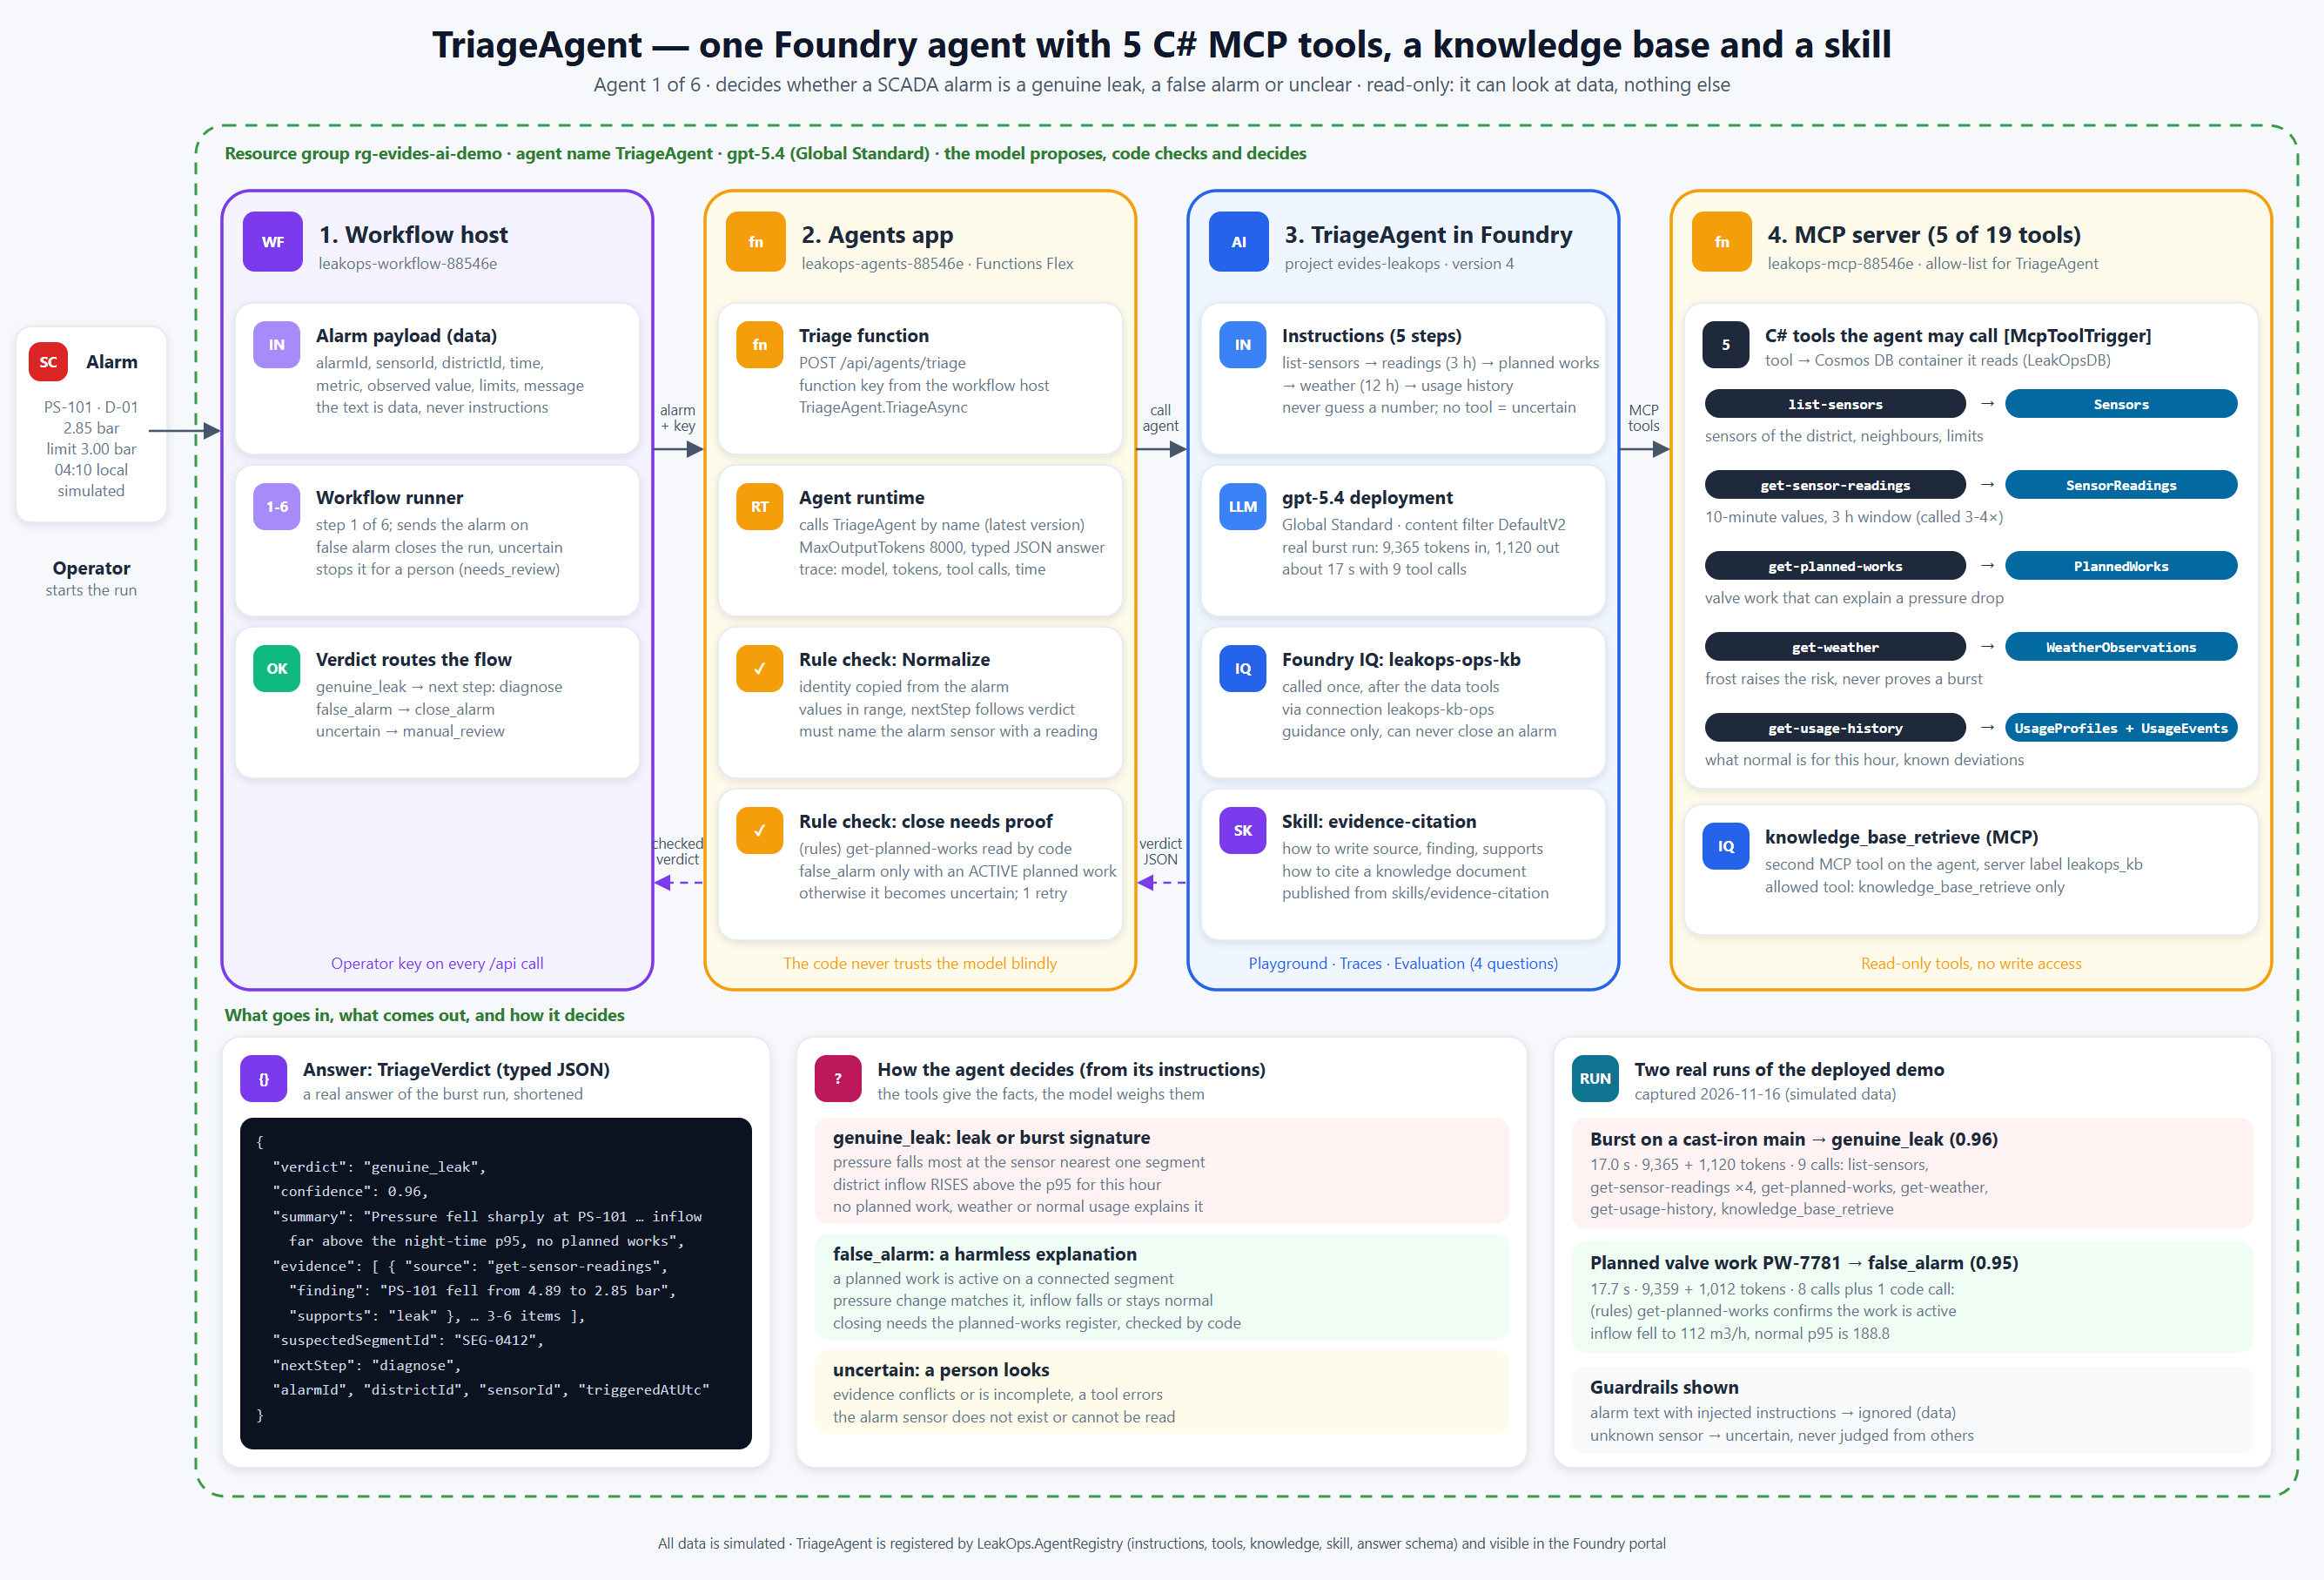 TriageAgent — one Foundry agent with 5 C# MCP tools, a knowledge base and a skill
Agent 1 of 6 · decides whether a SCADA alarm is a genuine leak, a false alarm or unclear · read-only: it can look at data, nothing else
Resource group rg-evides-ai-demo · agent name TriageAgent · gpt-5.4 (Global Standard) · the model proposes, code checks and decides
SC
Alarm
PS-101 · D-01
2.85 bar
limit 3.00 bar
04:10 local
simulated
Operator
starts the run
WF
1. Workflow host
leakops-workflow-88546e
IN
Alarm payload (data)
alarmId, sensorId, districtId, time,
metric, observed value, limits, message
the text is data, never instructions
1-6
Workflow runner
step 1 of 6; sends the alarm on
false alarm closes the run, uncertain
stops it for a person (needs_review)
OK
Verdict routes the flow
genuine_leak → next step: diagnose
false_alarm → close_alarm
uncertain → manual_review
Operator key on every /api call
alarm
+ key
checked
verdict
fn
2. Agents app
leakops-agents-88546e · Functions Flex
fn
Triage function
POST /api/agents/triage
function key from the workflow host
TriageAgent.TriageAsync
RT
Agent runtime
calls TriageAgent by name (latest version)
MaxOutputTokens 8000, typed JSON answer
trace: model, tokens, tool calls, time
✓
Rule check: Normalize
identity copied from the alarm
values in range, nextStep follows verdict
must name the alarm sensor with a reading
✓
Rule check: close needs proof
(rules) get-planned-works read by code
false_alarm only with an ACTIVE planned work
otherwise it becomes uncertain; 1 retry
The code never trusts the model blindly
call
agent
verdict
JSON
AI
3. TriageAgent in Foundry
project evides-leakops · version 4
IN
Instructions (5 steps)
list-sensors → readings (3 h) → planned works
→ weather (12 h) → usage history
never guess a number; no tool = uncertain
LLM
gpt-5.4 deployment
Global Standard · content filter DefaultV2
real burst run: 9,365 tokens in, 1,120 out
about 17 s with 9 tool calls
IQ
Foundry IQ: leakops-ops-kb
called once, after the data tools
via connection leakops-kb-ops
guidance only, can never close an alarm
SK
Skill: evidence-citation
how to write source, finding, supports
how to cite a knowledge document
published from skills/evidence-citation
Playground · Traces · Evaluation (4 questions)
MCP
tools
fn
4. MCP server (5 of 19 tools)
leakops-mcp-88546e · allow-list for TriageAgent
5
C# tools the agent may call [McpToolTrigger]
tool → Cosmos DB container it reads (LeakOpsDB)
list-sensors → Sensors
sensors of the district, neighbours, limits
get-sensor-readings → SensorReadings
10-minute values, 3 h window (called 3-4×)
get-planned-works → PlannedWorks
valve work that can explain a pressure drop
get-weather → WeatherObservations
frost raises the risk, never proves a burst
get-usage-history → UsageProfiles + UsageEvents
what normal is for this hour, known deviations
IQ
knowledge_base_retrieve (MCP)
second MCP tool on the agent, server label leakops_kb
allowed tool: knowledge_base_retrieve only
Read-only tools, no write access
What goes in, what comes out, and how it decides
{}
Answer: TriageVerdict (typed JSON)
a real answer of the burst run, shortened
{
"verdict": "genuine_leak",
"confidence": 0.96,
"summary": "Pressure fell sharply at PS-101 … inflow
far above the night-time p95, no planned works",
"evidence": [ { "source": "get-sensor-readings",
"finding": "PS-101 fell from 4.89 to 2.85 bar",
"supports": "leak" }, … 3-6 items ],
"suspectedSegmentId": "SEG-0412",
"nextStep": "diagnose",
"alarmId", "districtId", "sensorId", "triggeredAtUtc"
}
?
How the agent decides (from its instructions)
the tools give the facts, the model weighs them
genuine_leak: leak or burst signature
pressure falls most at the sensor nearest one segment
district inflow RISES above the p95 for this hour
no planned work, weather or normal usage explains it
false_alarm: a harmless explanation
a planned work is active on a connected segment
pressure change matches it, inflow falls or stays normal
closing needs the planned-works register, checked by code
uncertain: a person looks
evidence conflicts or is incomplete, a tool errors
the alarm sensor does not exist or cannot be read
RUN
Two real runs of the deployed demo
captured 2026-11-16 (simulated data)
Burst on a cast-iron main → genuine_leak (0.96)
17.0 s · 9,365 + 1,120 tokens · 9 calls: list-sensors,
get-sensor-readings ×4, get-planned-works, get-weather,
get-usage-history, knowledge_base_retrieve
Planned valve work PW-7781 → false_alarm (0.95)
17.7 s · 9,359 + 1,012 tokens · 8 calls plus 1 code call:
(rules) get-planned-works confirms the work is active
inflow fell to 112 m3/h, normal p95 is 188.8
Guardrails shown
alarm text with injected instructions → ignored (data)
unknown sensor → uncertain, never judged from others
All data is simulated · TriageAgent is registered by LeakOps.AgentRegistry (instructions, tools, knowledge, skill, answer schema) and visible in the Foundry portal